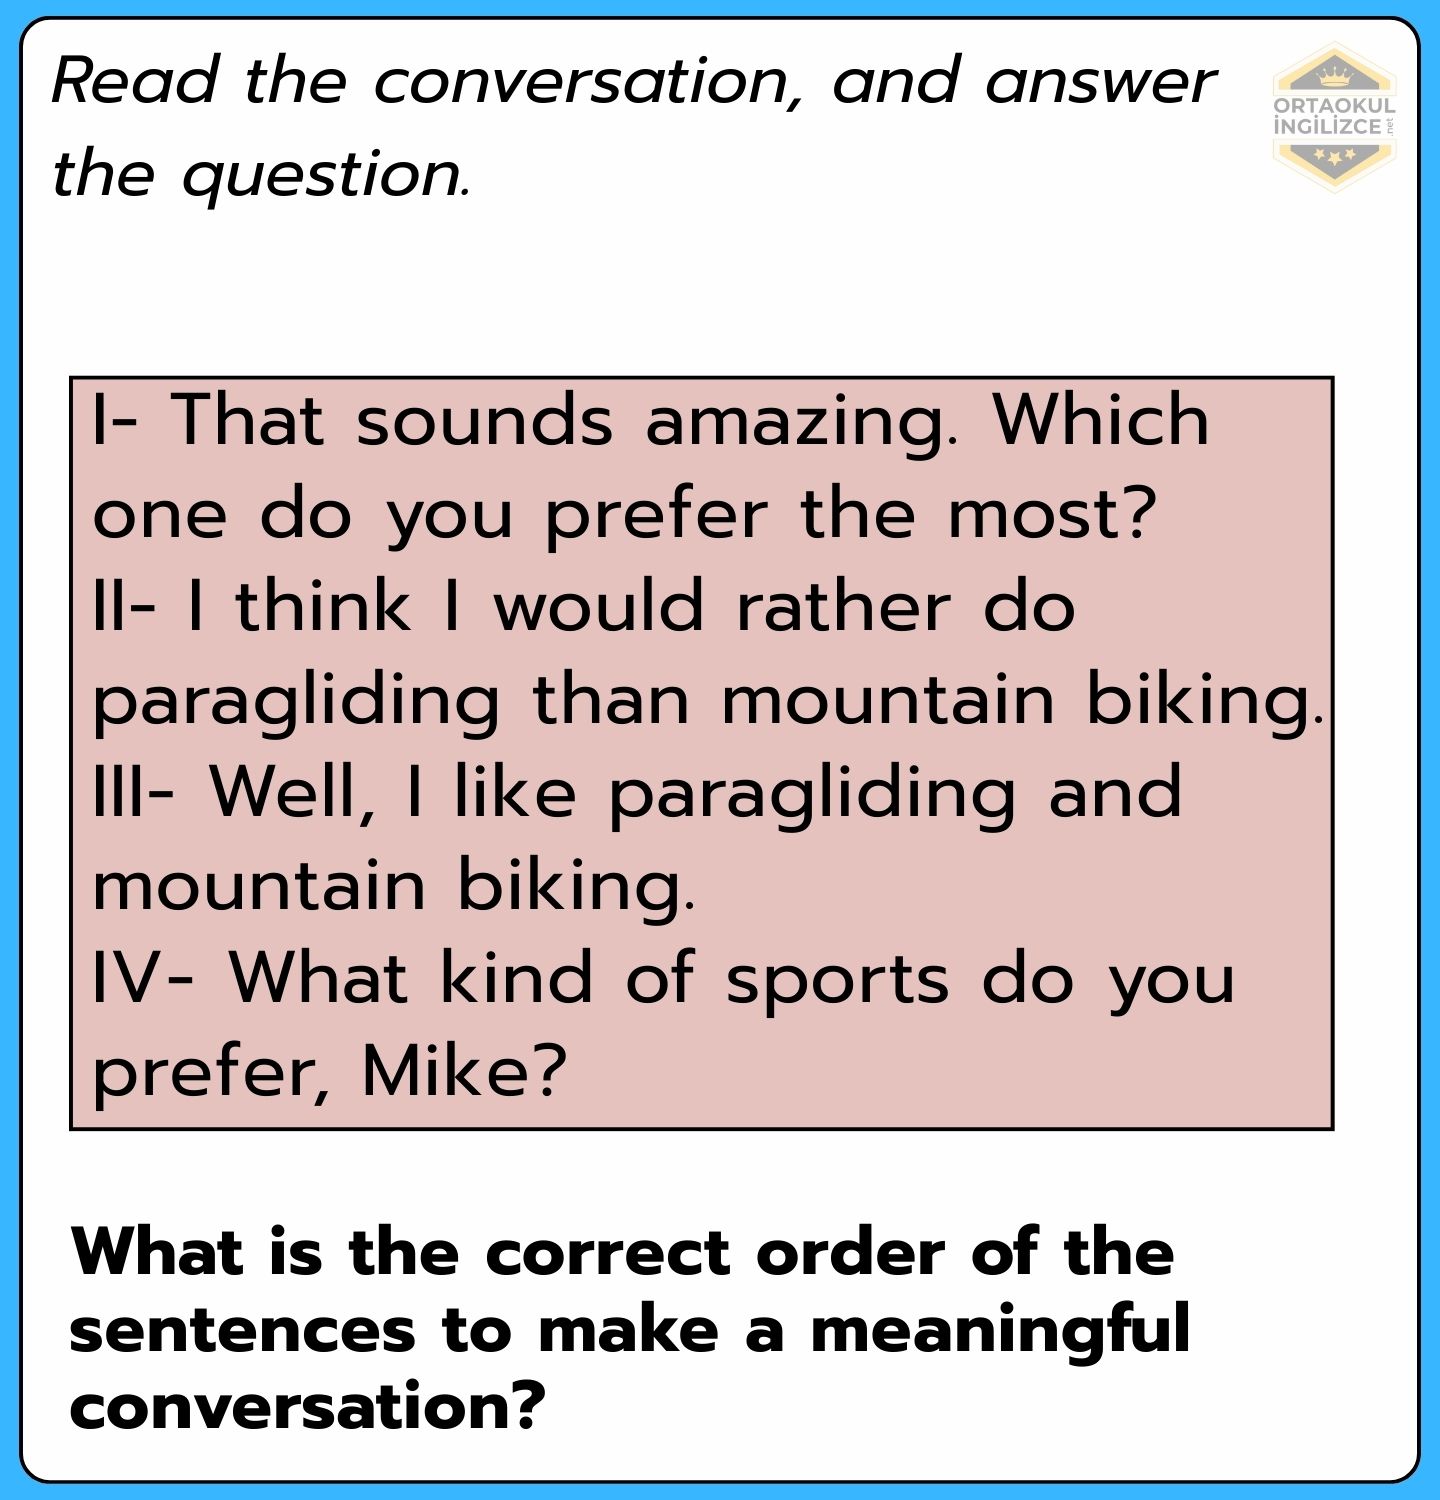 Read the conversation, and answer
the question.
ORTAOKUL
İNGİLİZCE .net
I- That sounds amazing. Which
one do you prefer the most?
II- I think I would rather do
paragliding than mountain biking.
III- Well, I like paragliding and
mountain biking.
IV- What kind of sports do you
prefer, Mike?
What is the correct order of the
sentences to make a meaningful
conversation?